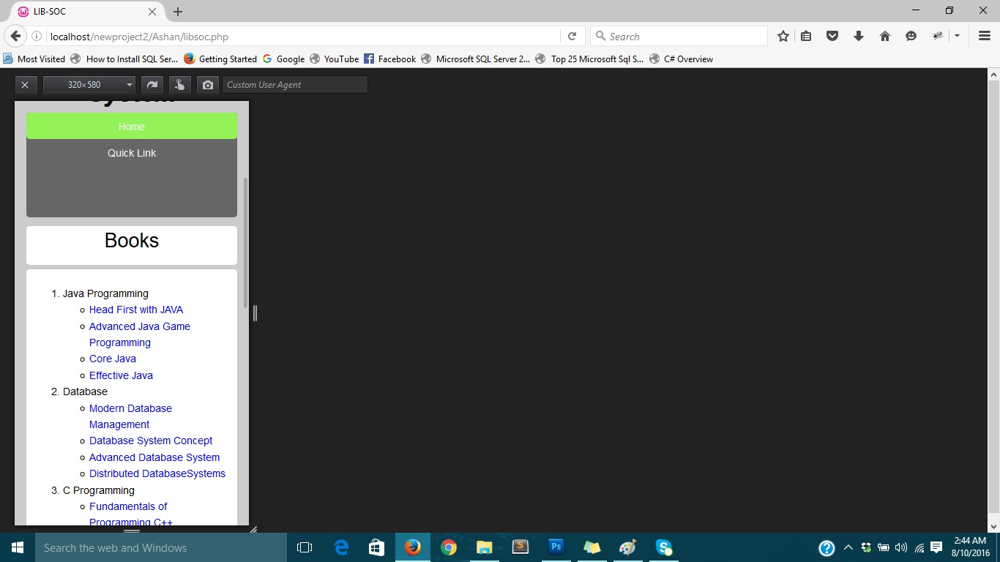 LIB-SOC
localhost/newproject2/Ashan/libsoc.php
Search
Most Visited How to Install SQL Ser... Getting Started Google YouTube Facebook Microsoft SQL Server 2... Top 25 Microsoft Sql S... C# Overview
320×580
Custom User Agent
Home
Quick Link
Books
1. Java Programming
Head First with JAVA
Advanced Java Game
Programming
Core Java
Effective Java
2. Database
Modern Database
Management
Database System Concept
Advanced Database System
Distributed DatabaseSystems
3. C Programming
Fundamentals of
Programming C++
Search the web and Windows
Ps
2:44 AM
8/10/2016